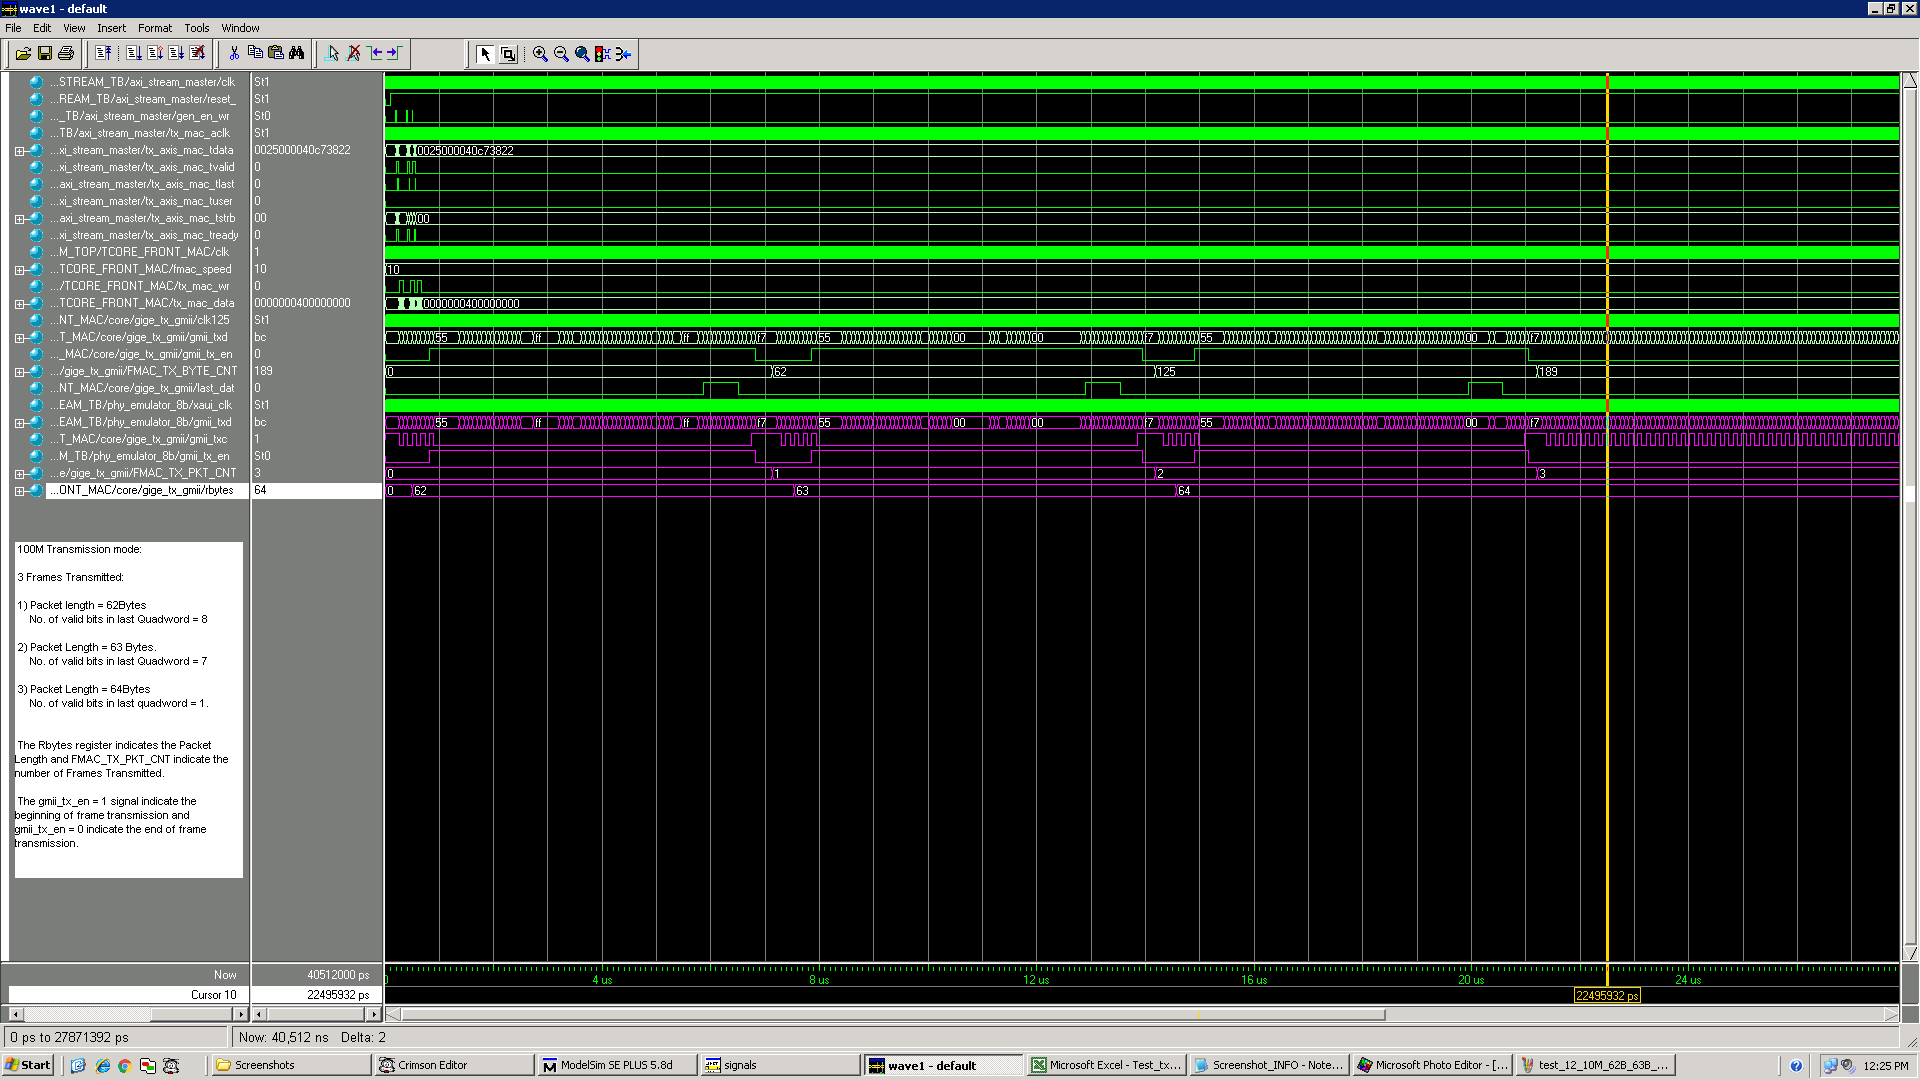 wave1 - default
File Edit View Insert Format Tools Window
...STREAM_TB/axi_stream_master/clk St1
...REAM_TB/axi_stream_master/reset_ St1
..._TB/axi_stream_master/gen_en_wr St0
...TB/axi_stream_master/tx_mac_aclk St1
...xi_stream_master/tx_axis_mac_tdata 0025000040c73822 0025000040c73822
...xi_stream_master/tx_axis_mac_tvalid 0
...axi_stream_master/tx_axis_mac_tlast 0
...xi_stream_master/tx_axis_mac_tuser 0
...axi_stream_master/tx_axis_mac_tstrb 00 00
...xi_stream_master/tx_axis_mac_tready 0
...M_TOP/TCORE_FRONT_MAC/clk 1
...TCORE_FRONT_MAC/fmac_speed 10 10
.../TCORE_FRONT_MAC/tx_mac_wr 0
...TCORE_FRONT_MAC/tx_mac_data 0000000400000000 0000000400000000
...NT_MAC/core/gige_tx_gmii/clk125 St1
...T_MAC/core/gige_tx_gmii/gmii_txd bc 55 ff ff f7 55 00 00 f7 55 00 f7
..._MAC/core/gige_tx_gmii/gmii_tx_en 0
.../gige_tx_gmii/FMAC_TX_BYTE_CNT 189 0 62 125 189
...NT_MAC/core/gige_tx_gmii/last_dat 0
...EAM_TB/phy_emulator_8b/xaui_clk St1
...EAM_TB/phy_emulator_8b/gmii_txd bc 55 ff ff f7 55 00 00 f7 55 00 f7
...T_MAC/core/gige_tx_gmii/gmii_txc 1
...M_TB/phy_emulator_8b/gmii_tx_en St0
...e/gige_tx_gmii/FMAC_TX_PKT_CNT 3 0 1 2 3
...ONT_MAC/core/gige_tx_gmii/rbytes 64 0 62 63 64
100M Transmission mode:
3 Frames Transmitted:
1) Packet length = 62Bytes
No. of valid bits in last Quadword = 8
2) Packet Length = 63 Bytes.
No. of valid bits in last Quadword = 7
3) Packet Length = 64Bytes
No. of valid bits in last quadword = 1.
The Rbytes register indicates the Packet
Length and FMAC_TX_PKT_CNT indicate the
number of Frames Transmitted.
The gmii_tx_en = 1 signal indicate the
beginning of frame transmission and
gmii_tx_en = 0 indicate the end of frame
transmission.
Now 40512000 ps 4 us 8 us 12 us 16 us 20 us 24 us
Cursor 10 22495932 ps 22495932 ps
0 ps to 27871392 ps Now: 40,512 ns Delta: 2
Start Screenshots Crimson Editor ModelSim SE PLUS 5.8d signals wave1 - default Microsoft Excel - Test_tx... Screenshot_INFO - Note... Microsoft Photo Editor - [... test_12_10M_62B_63B_... 12:25 PM